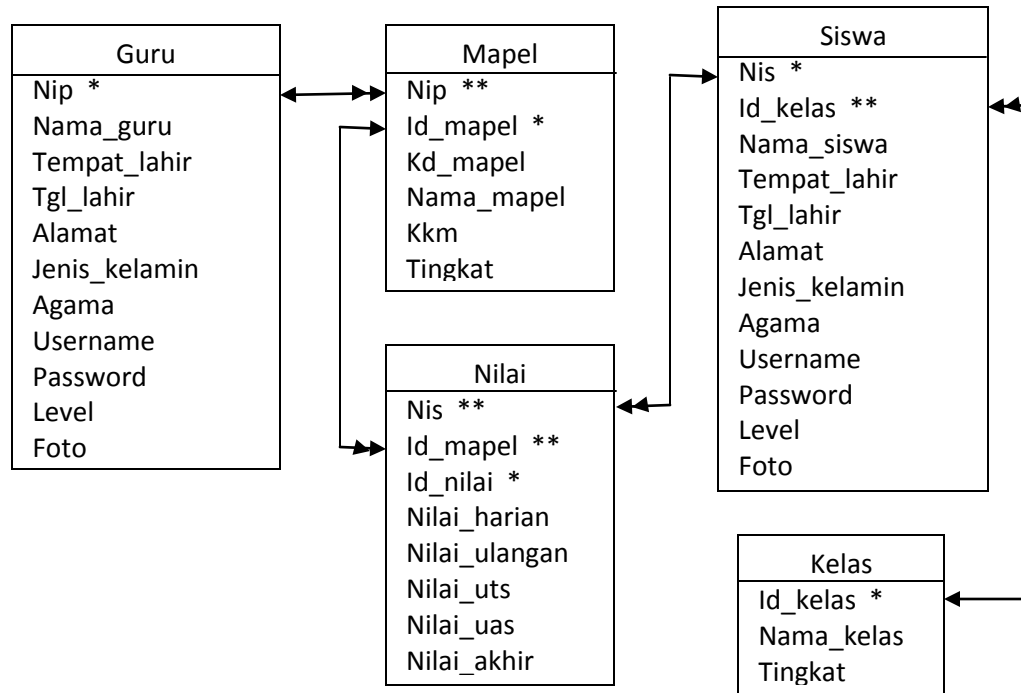 Guru
Nip *
Nama_guru
Tempat_lahir
Tgl_lahir
Alamat
Jenis_kelamin
Agama
Username
Password
Level
Foto
Mapel
Nip **
Id_mapel *
Kd_mapel
Nama_mapel
Kkm
Tingkat
Nilai
Nis **
Id_mapel **
Id_nilai *
Nilai_harian
Nilai_ulangan
Nilai_uts
Nilai_uas
Nilai_akhir
Siswa
Nis *
Id_kelas **
Nama_siswa
Tempat_lahir
Tgl_lahir
Alamat
Jenis_kelamin
Agama
Username
Password
Level
Foto
Kelas
Id_kelas *
Nama_kelas
Tingkat